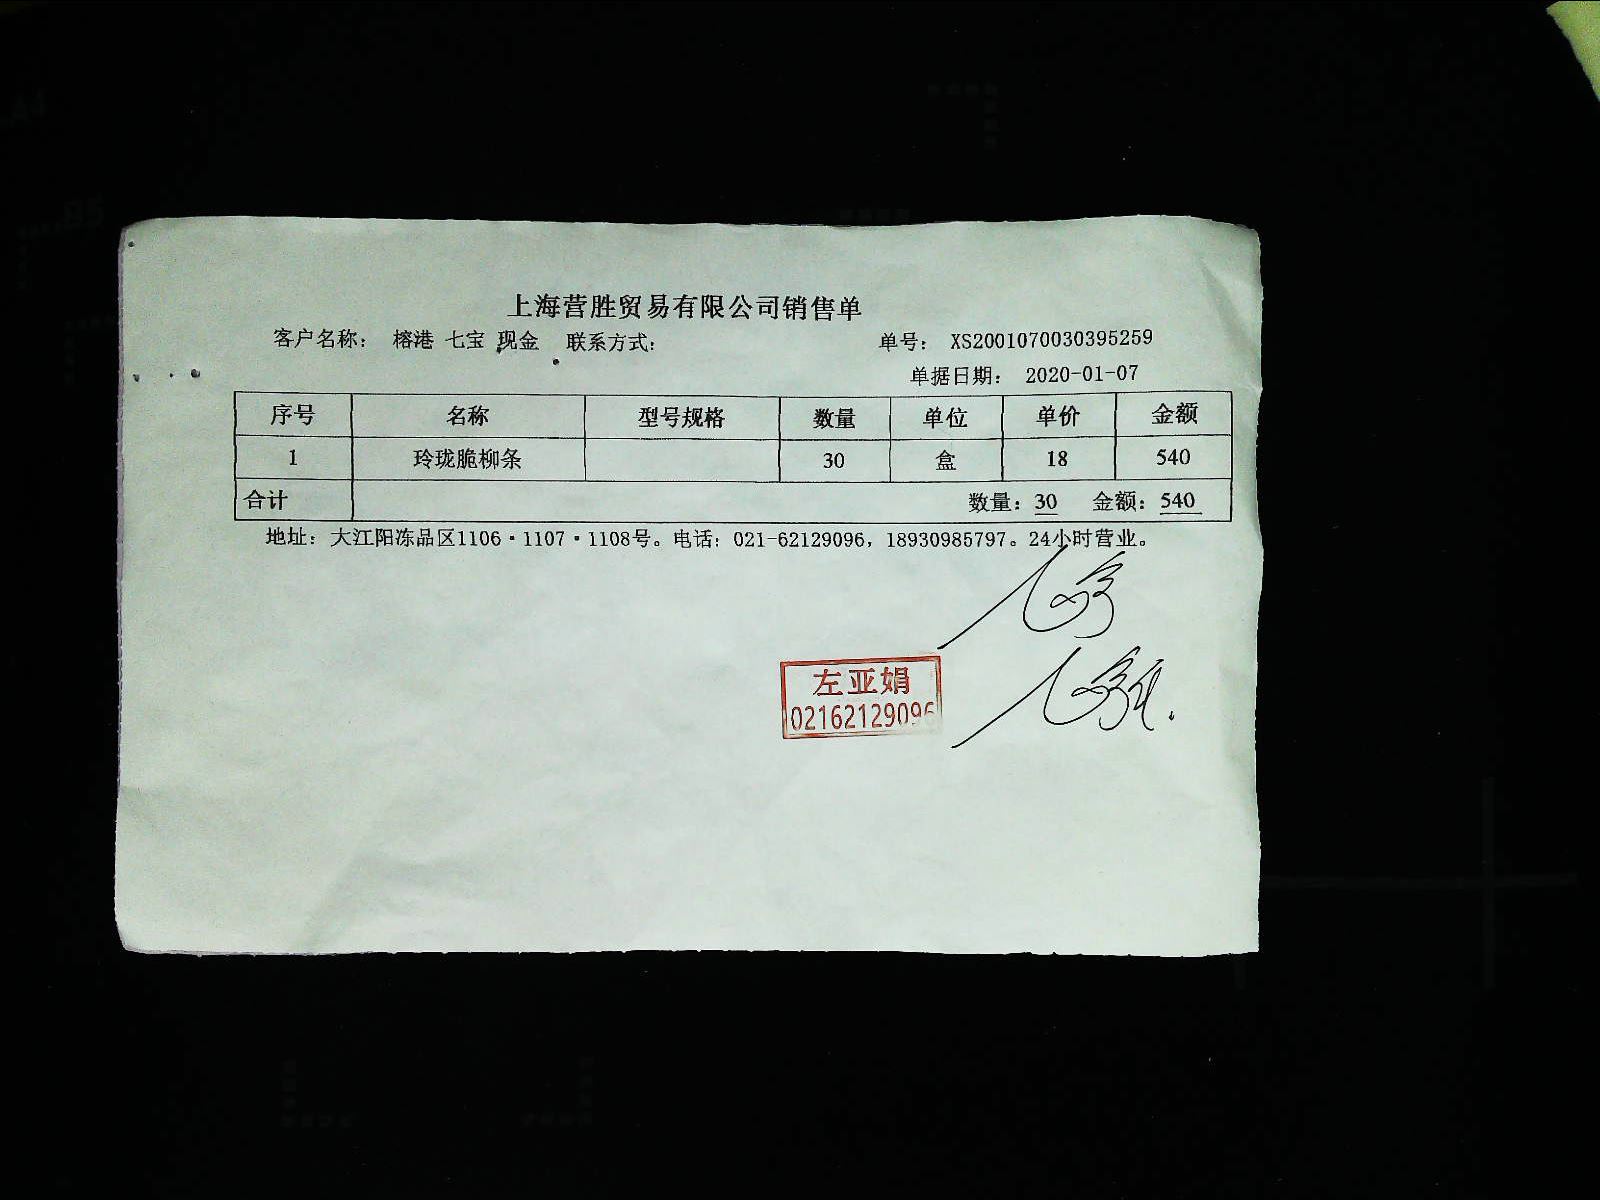 上海营胜贸易有限公司销售单
客户名称： 榕港 七宝 现金 联系方式： 单号： XS2001070030395259
单据日期： 2020-01-07
序号 名称 型号规格 数量 单位 单价 金额
1 玲珑脆柳条 30 盒 18 540
合计 数量：30 金额：540
地址：大江阳冻品区1106·1107·1108号。电话：021-62129096，18930985797。24小时营业。
左亚娟
02162129096